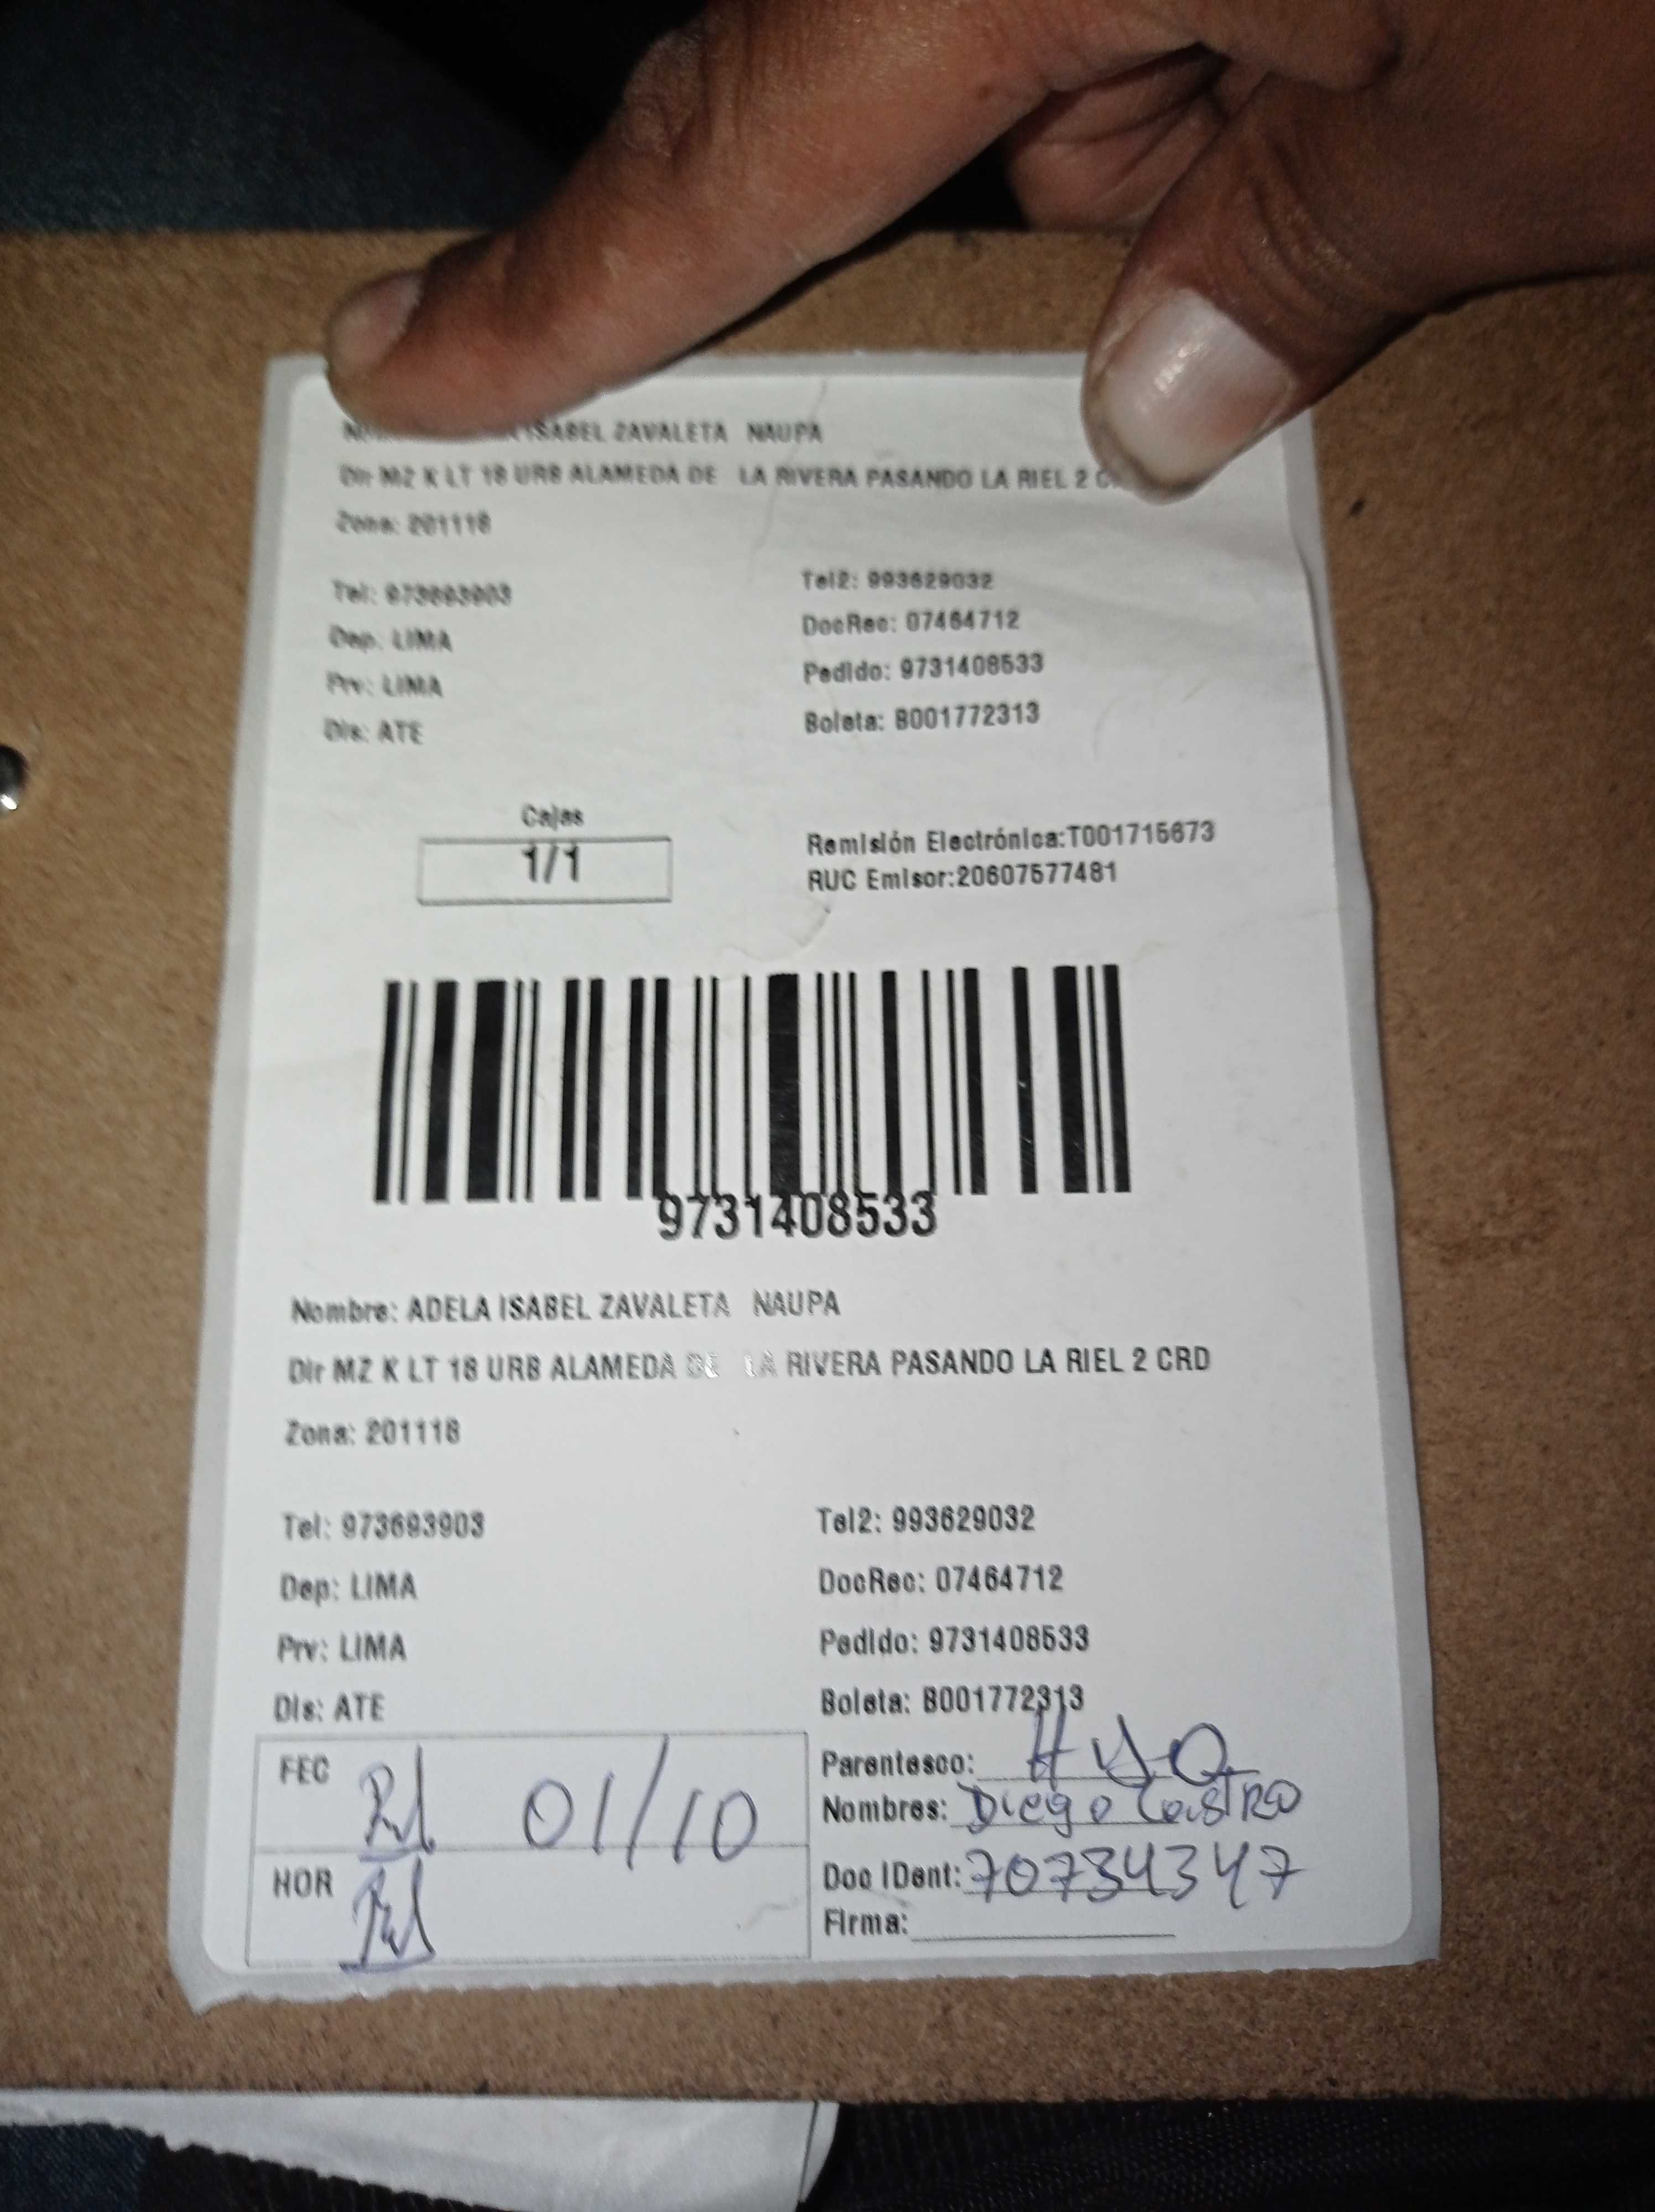 ISABEL ZAVALETA NAUPA
Dir MZ K LT 18 URB ALAMEDA DE LA RIVERA PASANDO LA RIEL 2
Zona: 201118
Tel: 973693903 Tel2: 993629032
Dep: LIMA DocRec: 07464712
Prv: LIMA Pedido: 9731408533
Dis: ATE Boleta: B001772313
Cajas
1/1
Remisión Electrónica:T001715673
RUC Emisor:20607577481
9731408533
Nombre: ADELA ISABEL ZAVALETA NAUPA
Dir MZ K LT 18 URB ALAMEDA DE LA RIVERA PASANDO LA RIEL 2 CRD
Zona: 201118
Tel: 973693903 Tel2: 993629032
Dep: LIMA DocRec: 07464712
Prv: LIMA Pedido: 9731408533
Dis: ATE Boleta: B001772313
FEC 01/10
HOR
Parentesco: HIJO
Nombres: Diego Castro
Doc IDent: 70734347
Firma: